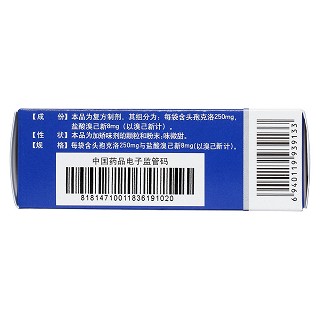 【成 份】本品为复方制剂，其组分为：每袋含头孢克洛250mg，
盐酸溴己新8mg（以溴己新计）。
【性 状】本品为加矫味剂的颗粒和粉末；味微甜。
【规 格】每袋含头孢克洛250mg与盐酸溴己新8mg（以溴己新计）。
中国药品电子监管码
81814710011836191020
6 940119 939133